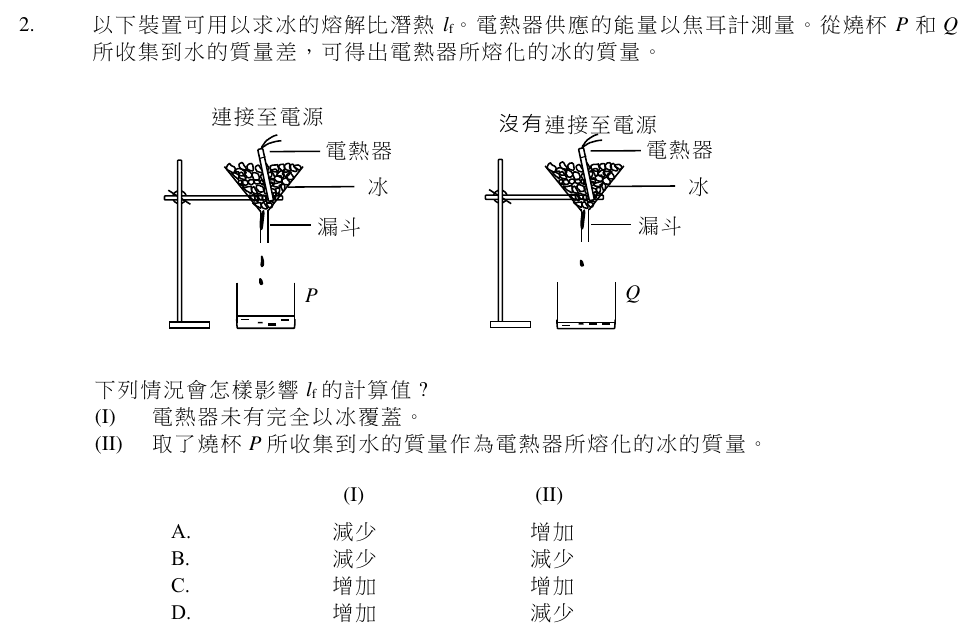 2. 以下裝置可用以求冰的熔解比潛熱 lf。電熱器供應的能量以焦耳計測量。從燒杯 P 和 Q
所收集到水的質量差，可得出電熱器所熔化的冰的質量。
連接至電源
電熱器
冰
漏斗
P
沒有連接至電源
電熱器
冰
漏斗
Q
下列情況會怎樣影響 lf 的計算值？
(I) 電熱器未有完全以冰覆蓋。
(II) 取了燒杯 P 所收集到水的質量作為電熱器所熔化的冰的質量。
(I) (II)
A. 減少 增加
B. 減少 減少
C. 增加 增加
D. 增加 減少